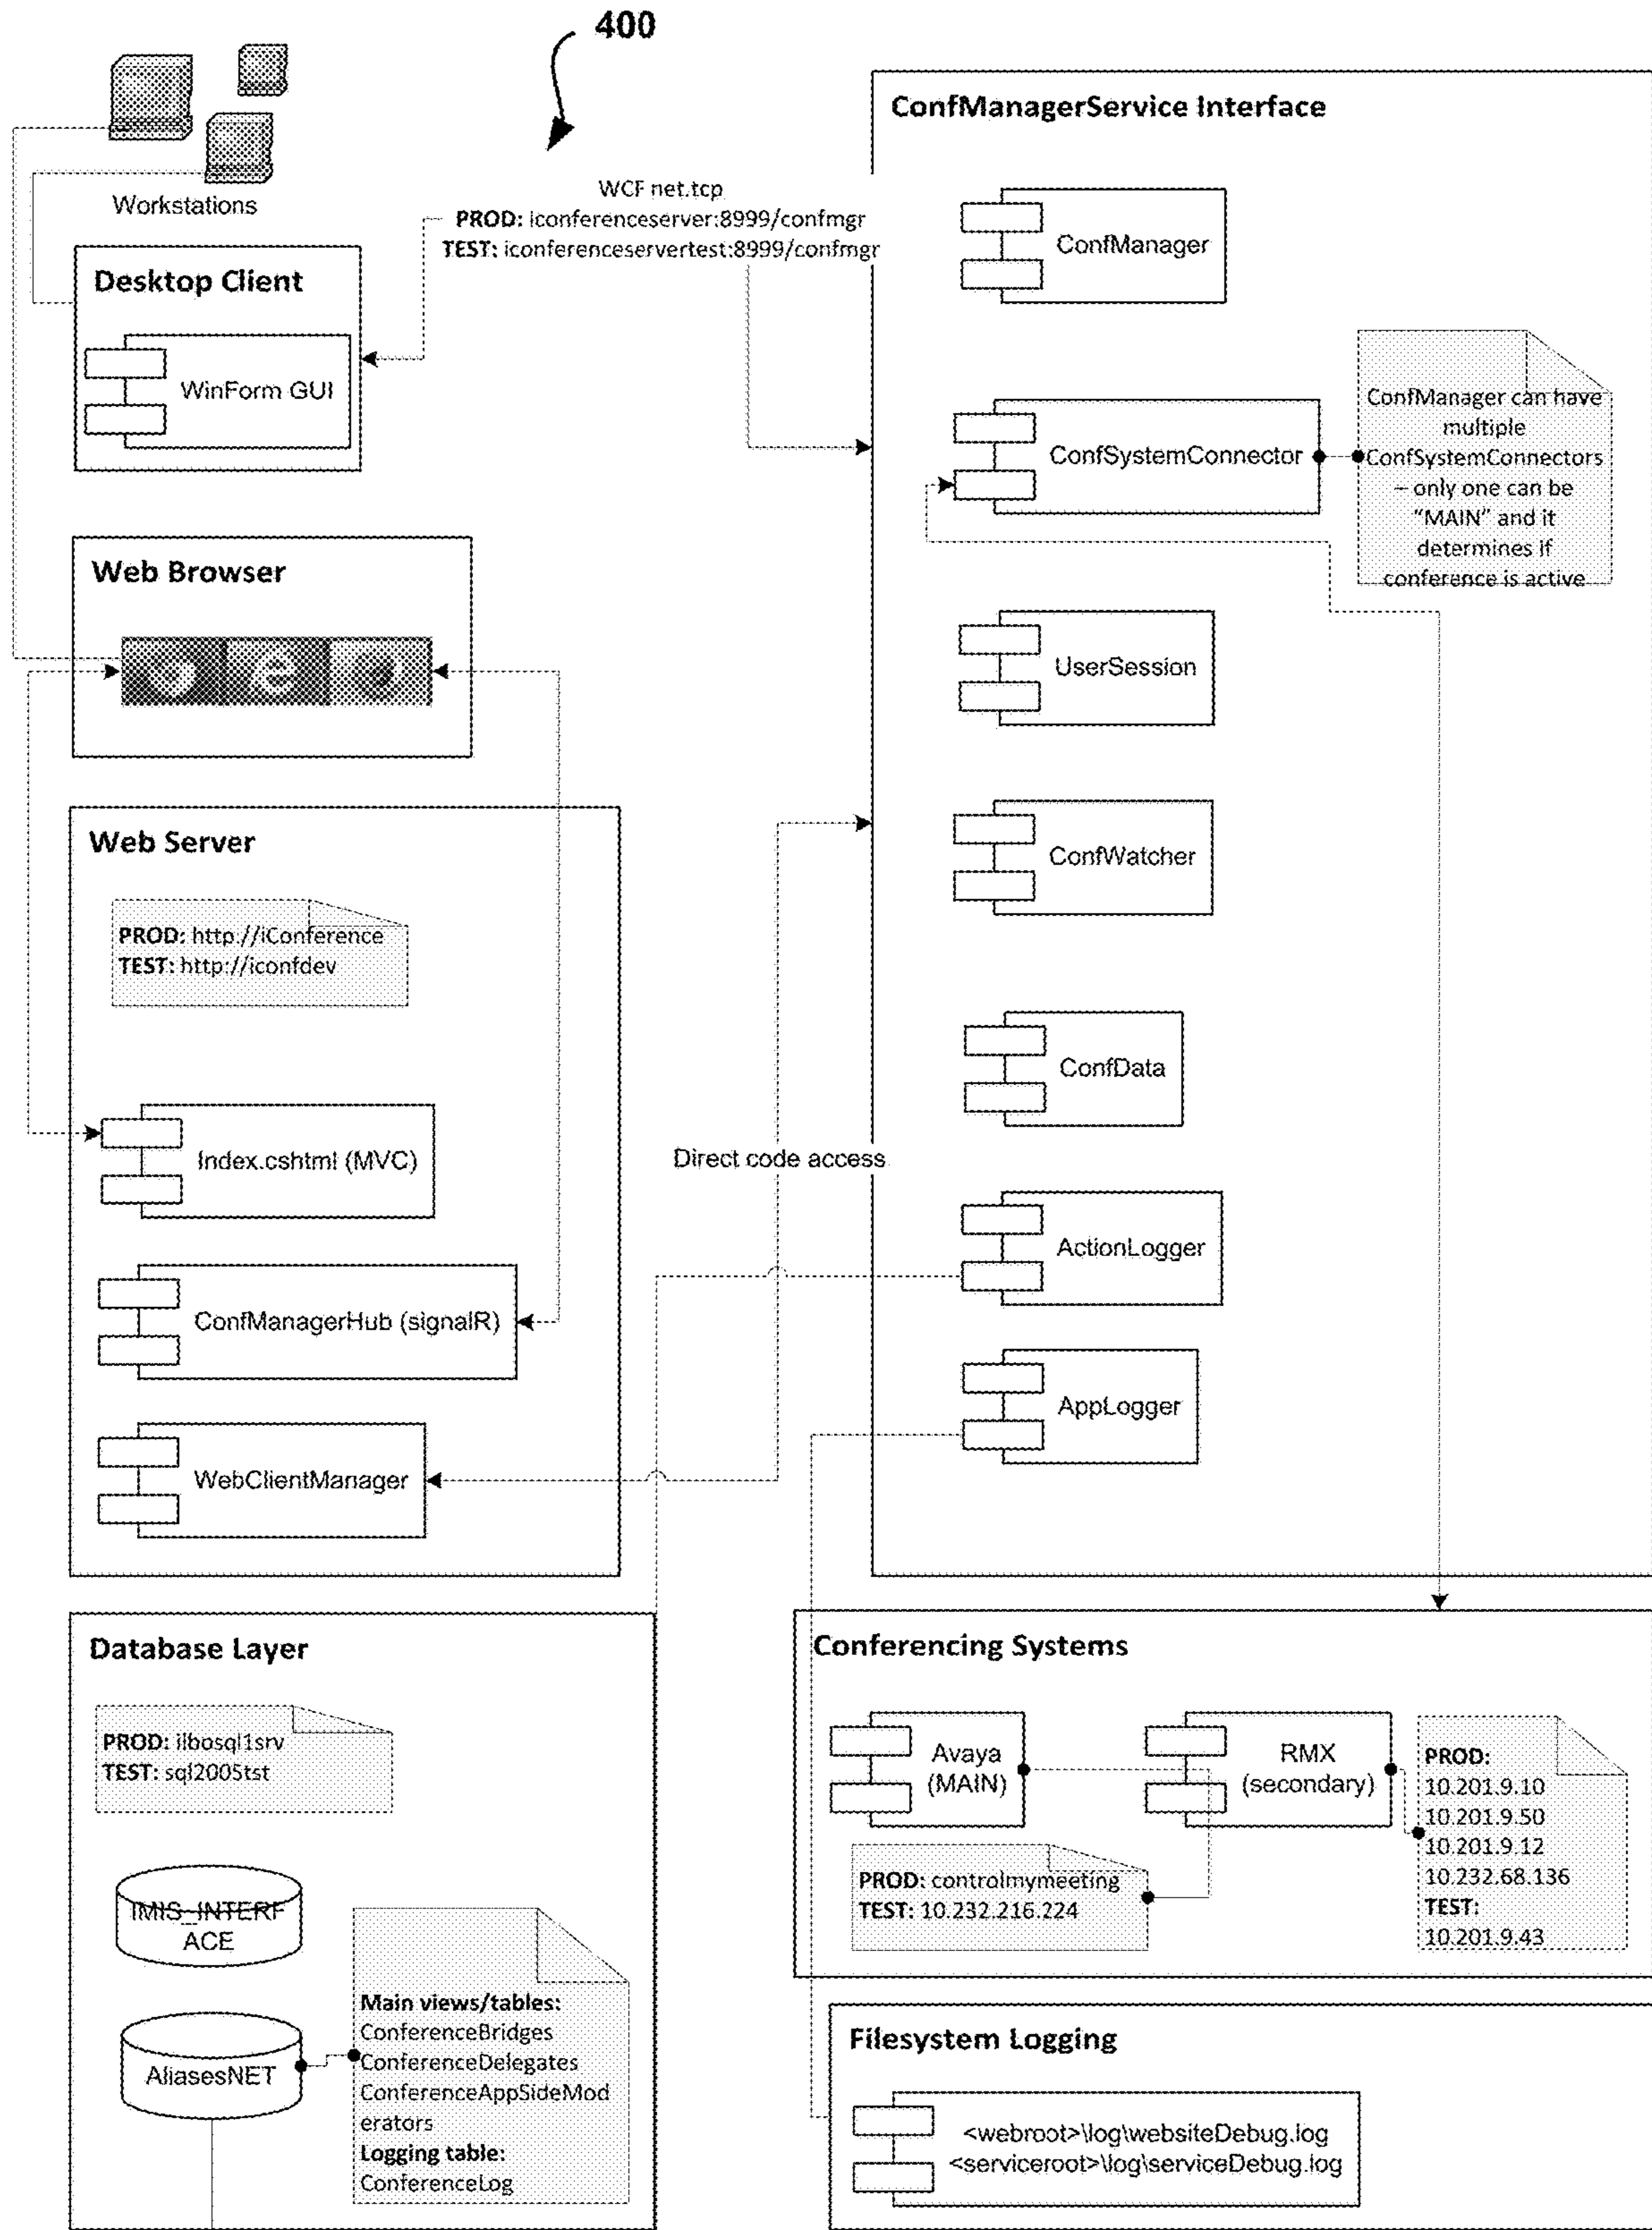 400
Workstations
WCF net.tcp
PROD: iconferenceserver:8999/confmgr
TEST: iconferenceservertest:8999/confmgr
Desktop Client
WinForm GUI
Web Browser
e
Web Server
PROD: http://iConference
TEST: http://iconfdev
Index.cshtml (MVC)
ConfManagerHub (signalR)
WebClientManager
Direct code access
ConfManagerService Interface
ConfManager
ConfSystemConnector
ConfManager can have
multiple
ConfSystemConnectors
– only one can be
“MAIN” and it
determines if
conference is active
UserSession
ConfWatcher
ConfData
ActionLogger
AppLogger
Database Layer
PROD: ilbosql1srv
TEST: sql2005tst
IMIS_INTERF
ACE
AliasesNET
Main views/tables:
ConferenceBridges
ConferenceDelegates
ConferenceAppSideMod
erators
Logging table:
ConferenceLog
Conferencing Systems
Avaya
(MAIN)
RMX
(secondary)
PROD: controlmymeeting
TEST: 10.232.216.224
PROD:
10.201.9.10
10.201.9.50
10.201.9.12
10.232.68.136
TEST:
10.201.9.43
Filesystem Logging
<webroot>\log\websiteDebug.log
<serviceroot>\log\serviceDebug.log